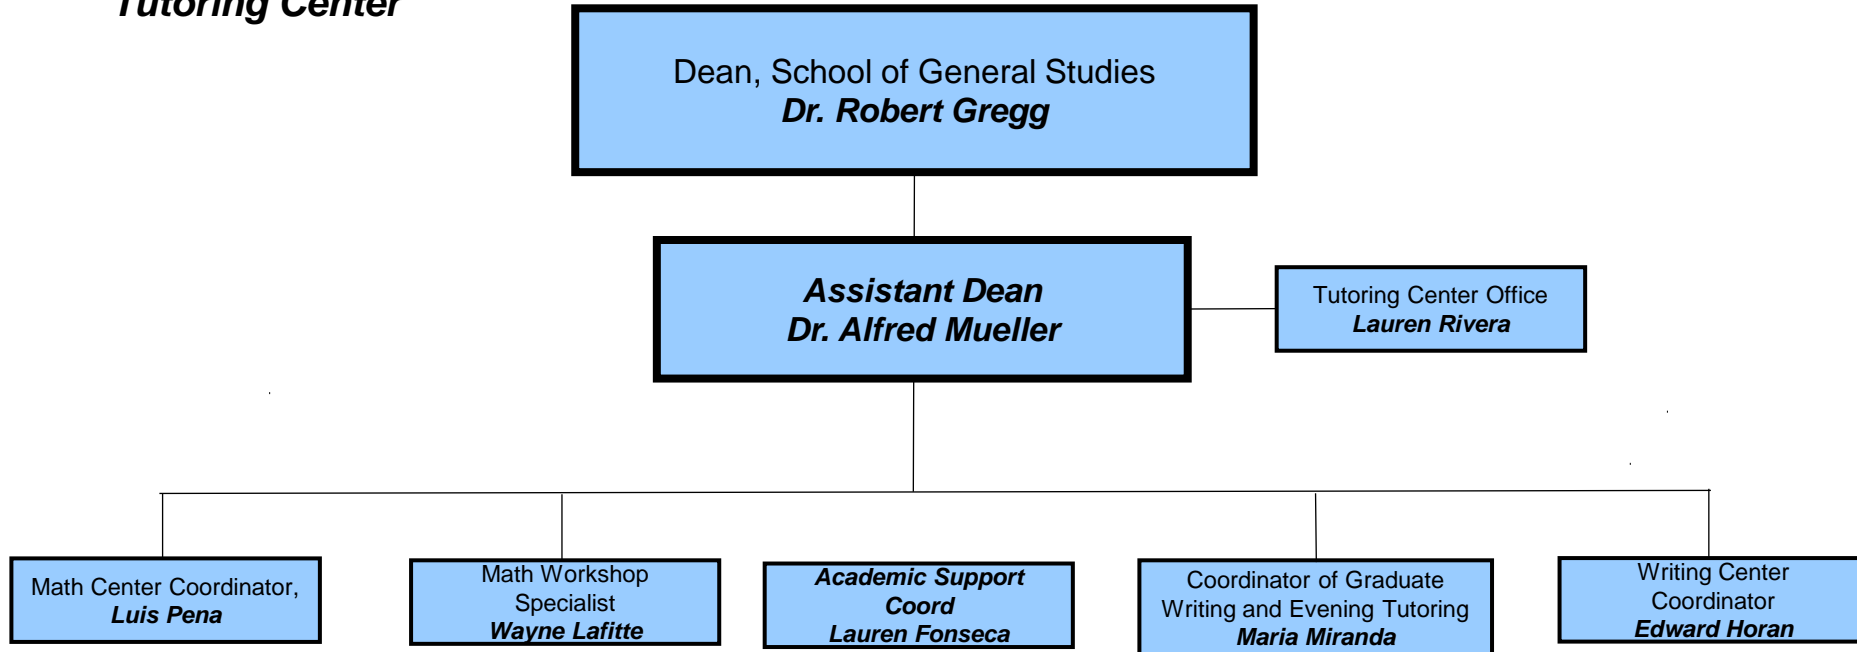 Tutoring Center
Dean, School of General Studies
Dr. Robert Gregg
Assistant Dean
Dr. Alfred Mueller
Tutoring Center Office
Lauren Rivera
Math Center Coordinator,
Luis Pena
Math Workshop
Specialist
Wayne Lafitte
Academic Support
Coord
Lauren Fonseca
Coordinator of Graduate
Writing and Evening Tutoring
Maria Miranda
Writing Center
Coordinator
Edward Horan